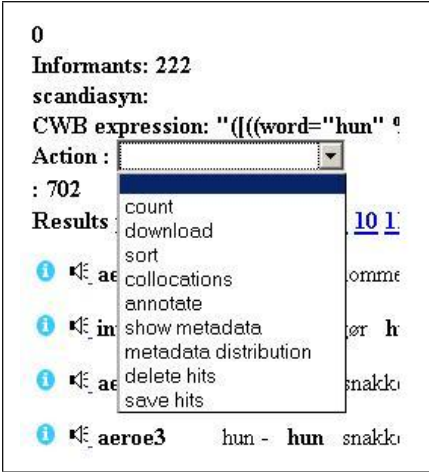 0
Informants: 222
scandiasyn:
CWB expression: "([((word="hun"
Action :
: 702
Results 10 1
count
download
sort
collocations
annotate
show metadata
metadata distribution
delete hits
save hits
aeroe3 hun - hun